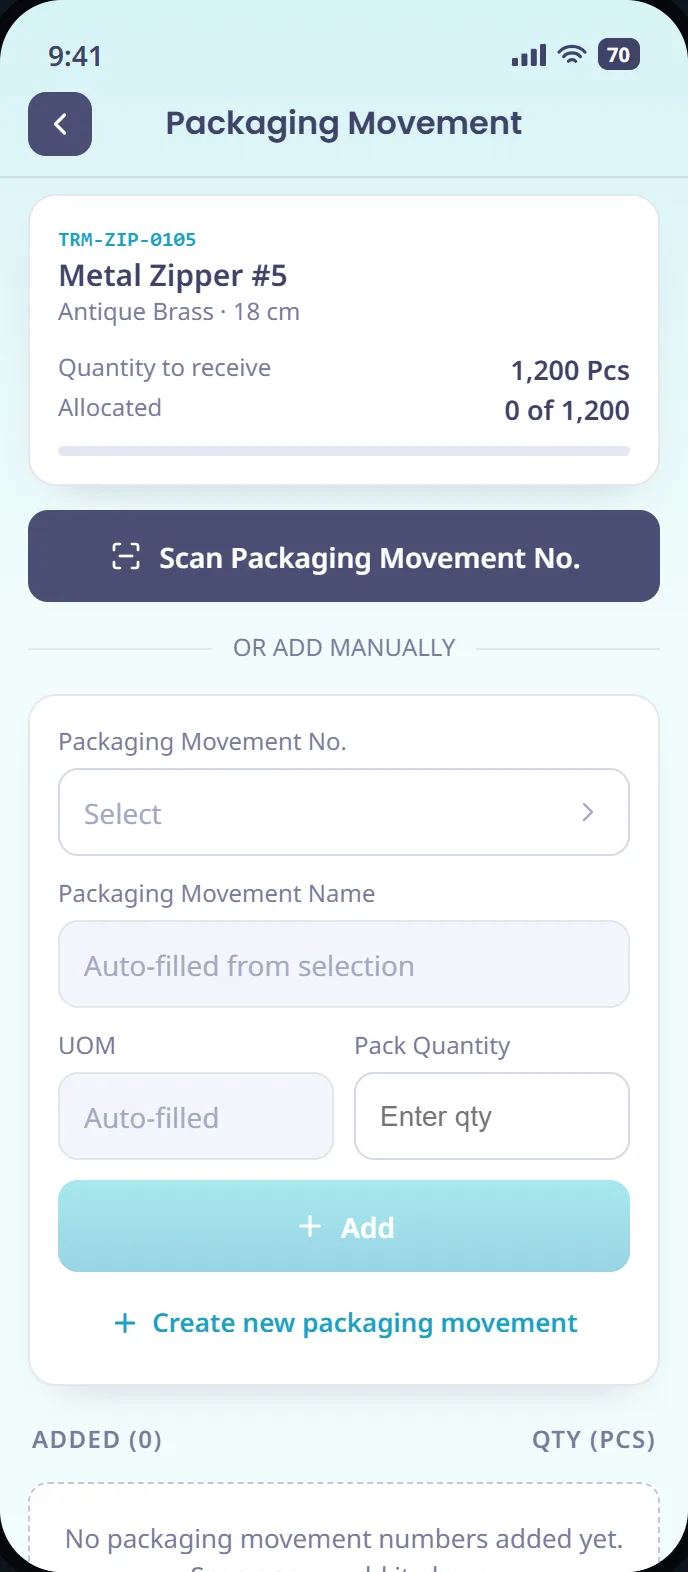 9:41
70
Packaging Movement
TRM-ZIP-0105
Metal Zipper #5
Antique Brass · 18 cm
Quantity to receive 1,200 Pcs
Allocated 0 of 1,200
Scan Packaging Movement No.
OR ADD MANUALLY
Packaging Movement No.
Select
Packaging Movement Name
Auto-filled from selection
UOM Pack Quantity
Auto-filled Enter qty
Add
Create new packaging movement
ADDED (0) QTY (PCS)
No packaging movement numbers added yet.